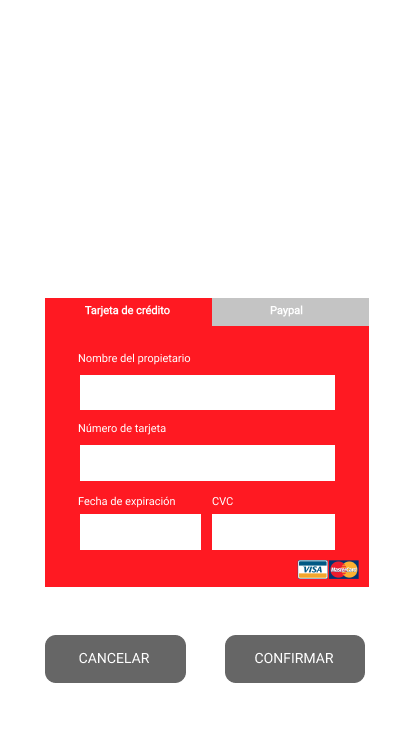 Tarjeta de crédito Paypal
Nombre del propietario
Número de tarjeta
Fecha de expiración CVC
VISA MasterCard
CANCELAR CONFIRMAR